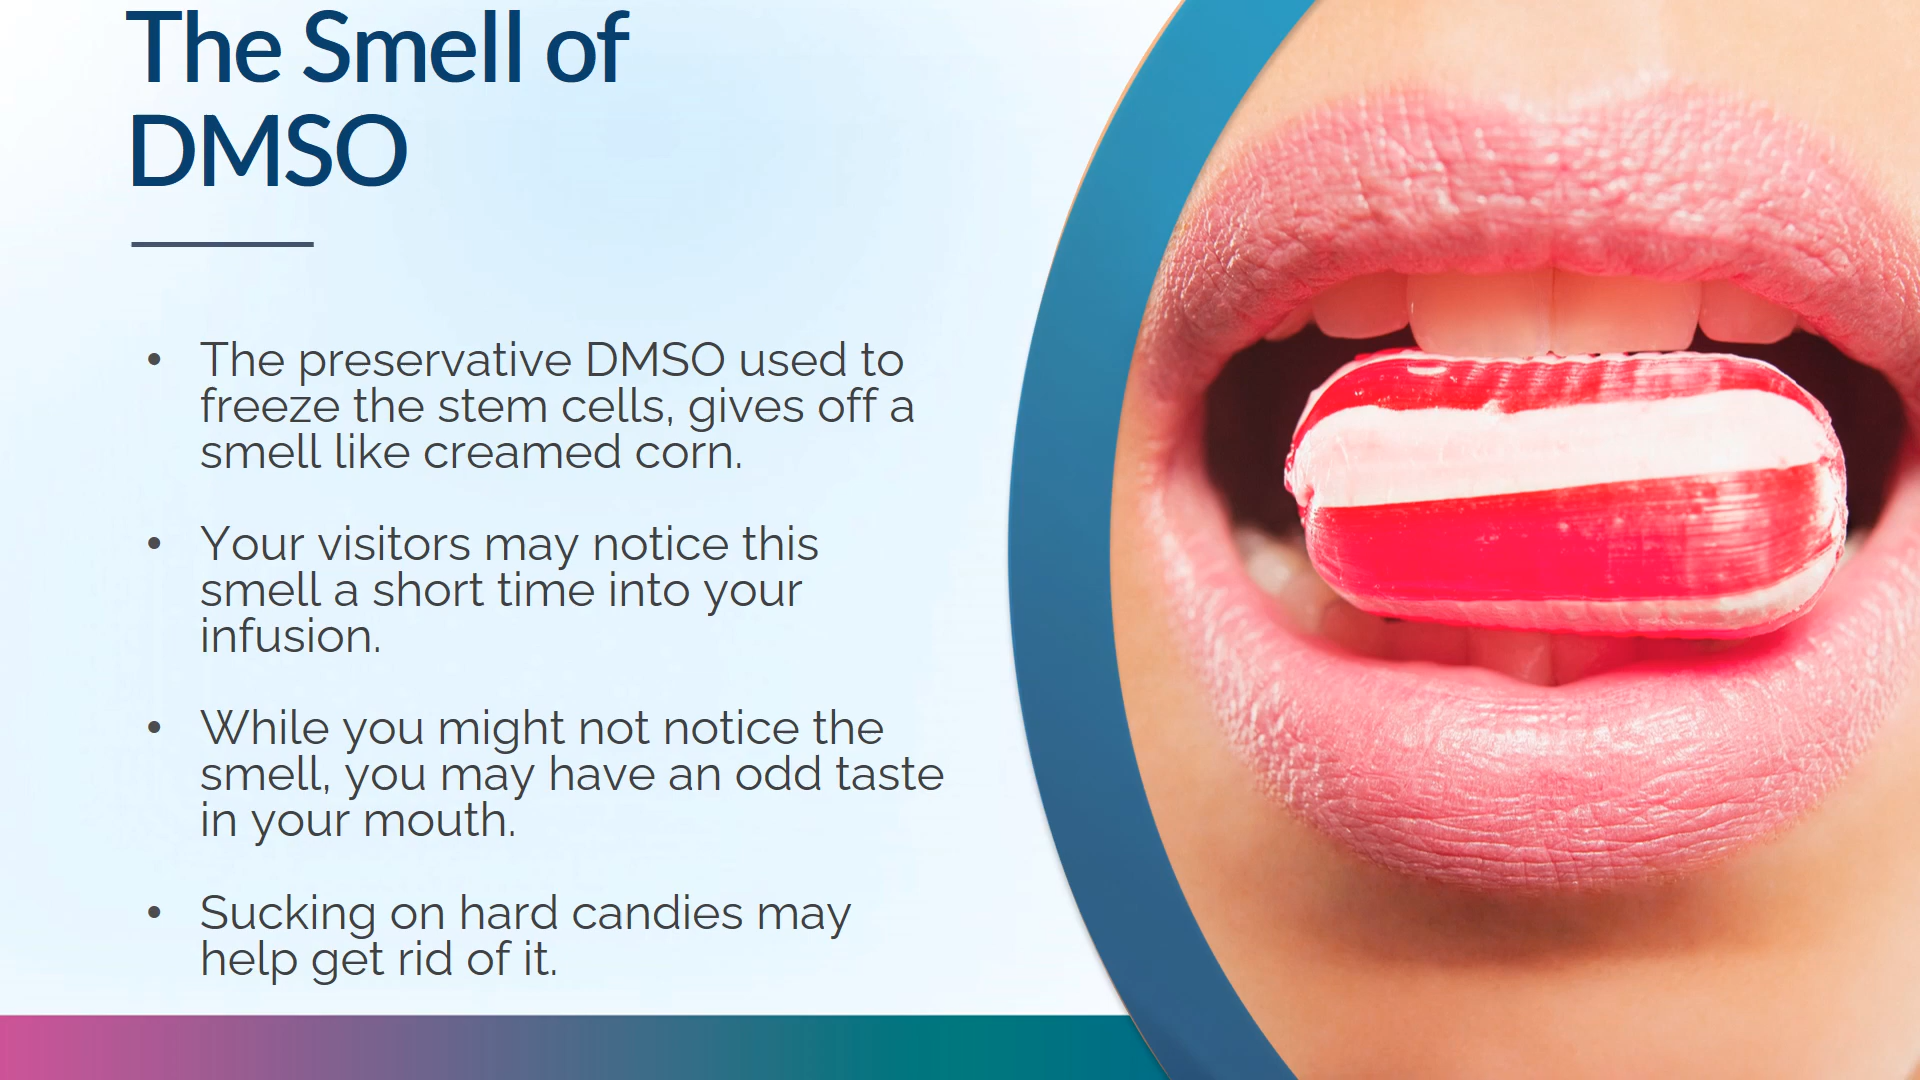 The Smell of
DMSO
• The preservative DMSO used to
freeze the stem cells, gives off a
smell like creamed corn.
• Your visitors may notice this
smell a short time into your
infusion.
• While you might not notice the
smell, you may have an odd taste
in your mouth.
• Sucking on hard candies may
help get rid of it.